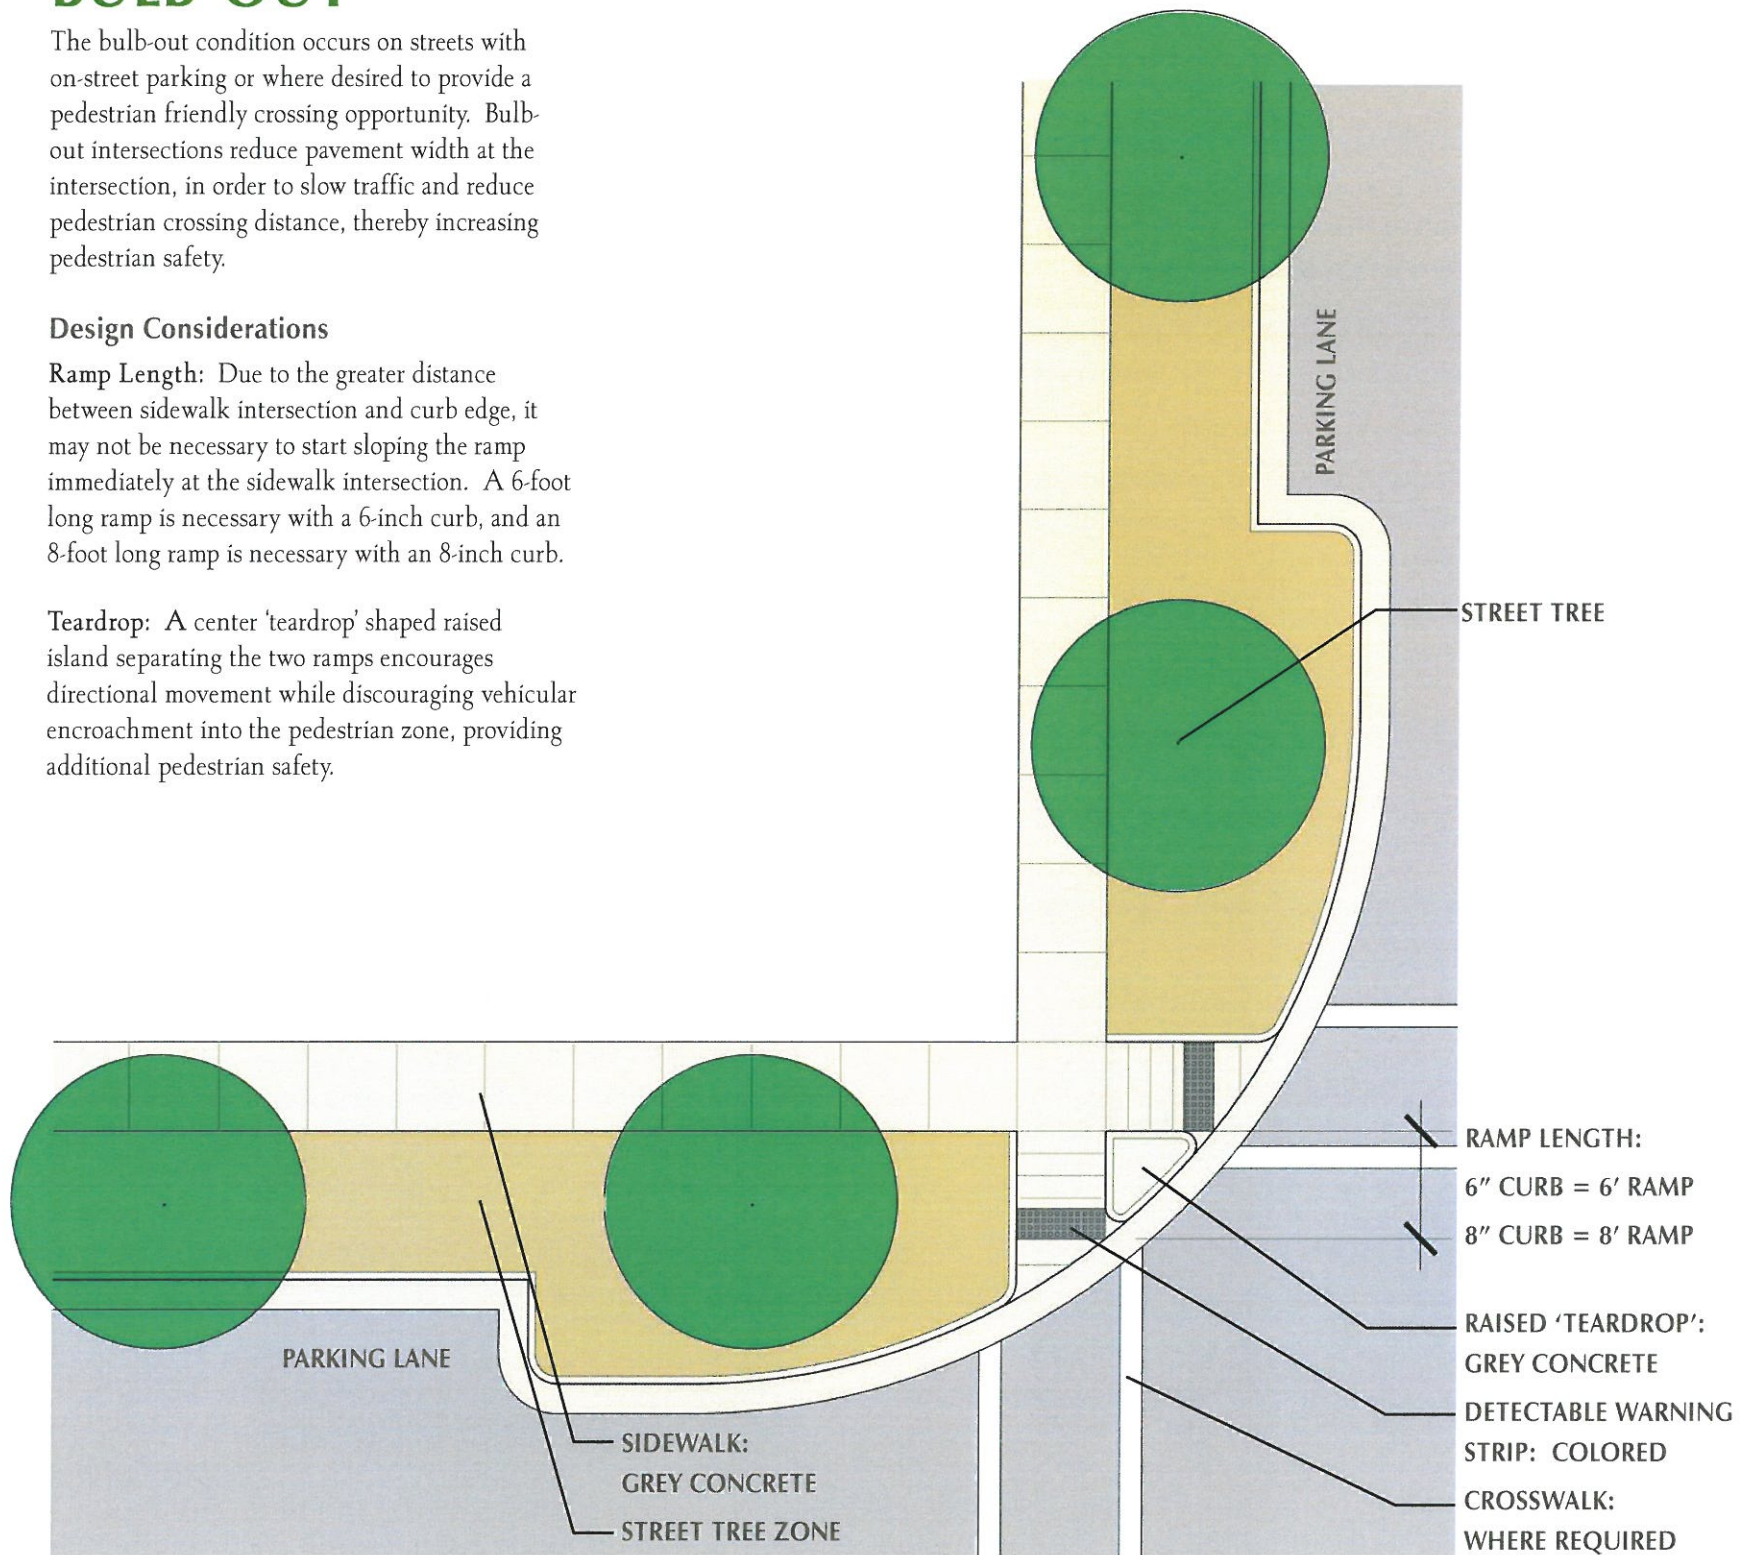 The bulb-out condition occurs on streets with
on-street parking or where desired to provide a
pedestrian friendly crossing opportunity. Bulb-
out intersections reduce pavement width at the
intersection, in order to slow traffic and reduce
pedestrian crossing distance, thereby increasing
pedestrian safety.
Design Considerations
Ramp Length: Due to the greater distance
between sidewalk intersection and curb edge, it
may not be necessary to start sloping the ramp
immediately at the sidewalk intersection. A 6-foot
long ramp is necessary with a 6-inch curb, and an
8-foot long ramp is necessary with an 8-inch curb.
Teardrop: A center ‘teardrop’ shaped raised
island separating the two ramps encourages
directional movement while discouraging vehicular
encroachment into the pedestrian zone, providing
additional pedestrian safety.
PARKING LANE
STREET TREE
RAMP LENGTH:
6″ CURB = 6′ RAMP
8″ CURB = 8′ RAMP
RAISED ‘TEARDROP’:
GREY CONCRETE
DETECTABLE WARNING
STRIP: COLORED
CROSSWALK:
WHERE REQUIRED
PARKING LANE
SIDEWALK:
GREY CONCRETE
STREET TREE ZONE